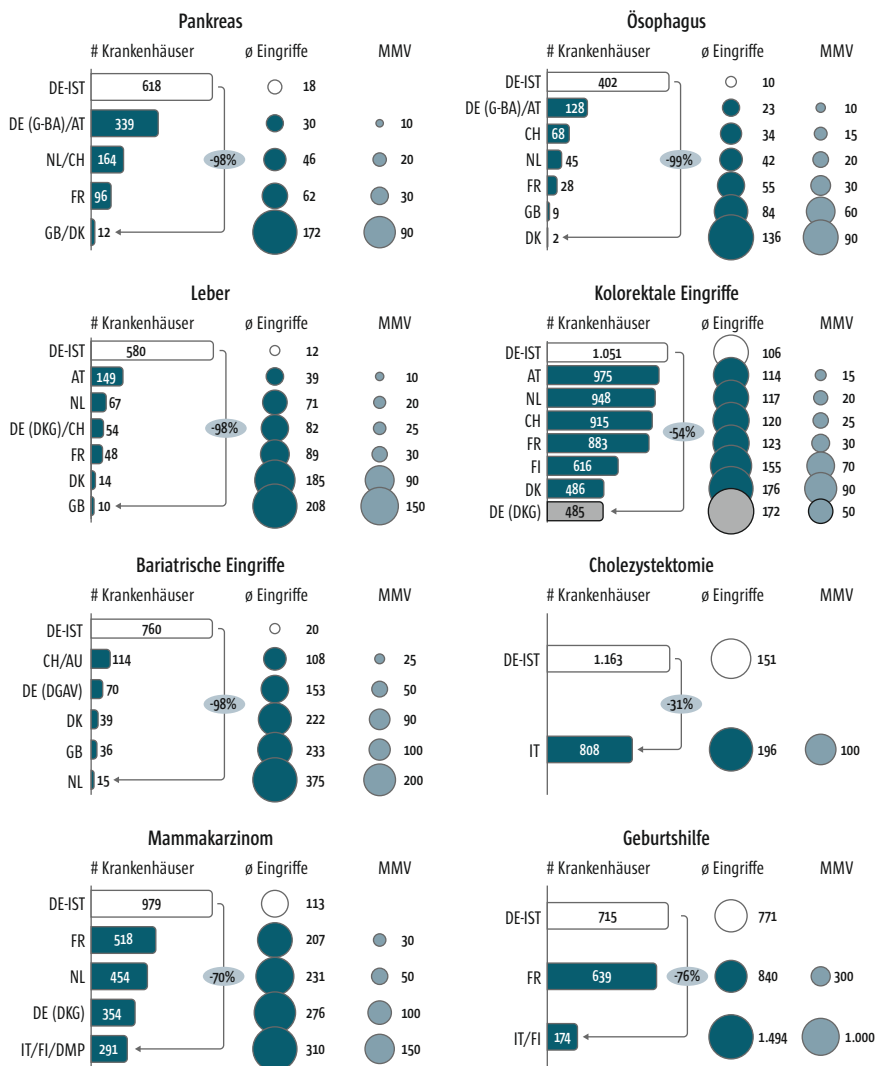 Pankreas
# Krankenhäuser ø Eingriffe MMV
DE-IST 618 18
DE (G-BA)/AT 339 30 10
NL/CH 164 -98% 46 20
FR 96 62 30
GB/DK 12 172 90
Ösophagus
# Krankenhäuser ø Eingriffe MMV
DE-IST 402 10
DE (G-BA)/AT 128 23 10
CH 68 34 15
NL 45 -99% 42 20
FR 28 55 30
GB 9 84 60
DK 2 136 90
Leber
# Krankenhäuser ø Eingriffe MMV
DE-IST 580 12
AT 149 39 10
NL 67 71 20
DE (DKG)/CH 54 -98% 82 25
FR 48 89 30
DK 14 185 90
GB 10 208 150
Kolorektale Eingriffe
# Krankenhäuser ø Eingriffe MMV
DE-IST 1.051 106
AT 975 114 15
NL 948 117 20
CH 915 -54% 120 25
FR 883 123 30
FI 616 155 70
DK 486 176 90
DE (DKG) 485 172 50
Bariatrische Eingriffe
# Krankenhäuser ø Eingriffe MMV
DE-IST 760 20
CH/AU 114 108 25
DE (DGAV) 70 -98% 153 50
DK 39 222 90
GB 36 233 100
NL 15 375 200
Cholezystektomie
# Krankenhäuser ø Eingriffe MMV
DE-IST 1.163 151
-31%
IT 808 196 100
Mammakarzinom
# Krankenhäuser ø Eingriffe MMV
DE-IST 979 113
FR 518 207 30
NL 454 -70% 231 50
DE (DKG) 354 276 100
IT/FI/DMP 291 310 150
Geburtshilfe
# Krankenhäuser ø Eingriffe MMV
DE-IST 715 771
FR 639 -76% 840 300
IT/FI 174 1.494 1.000